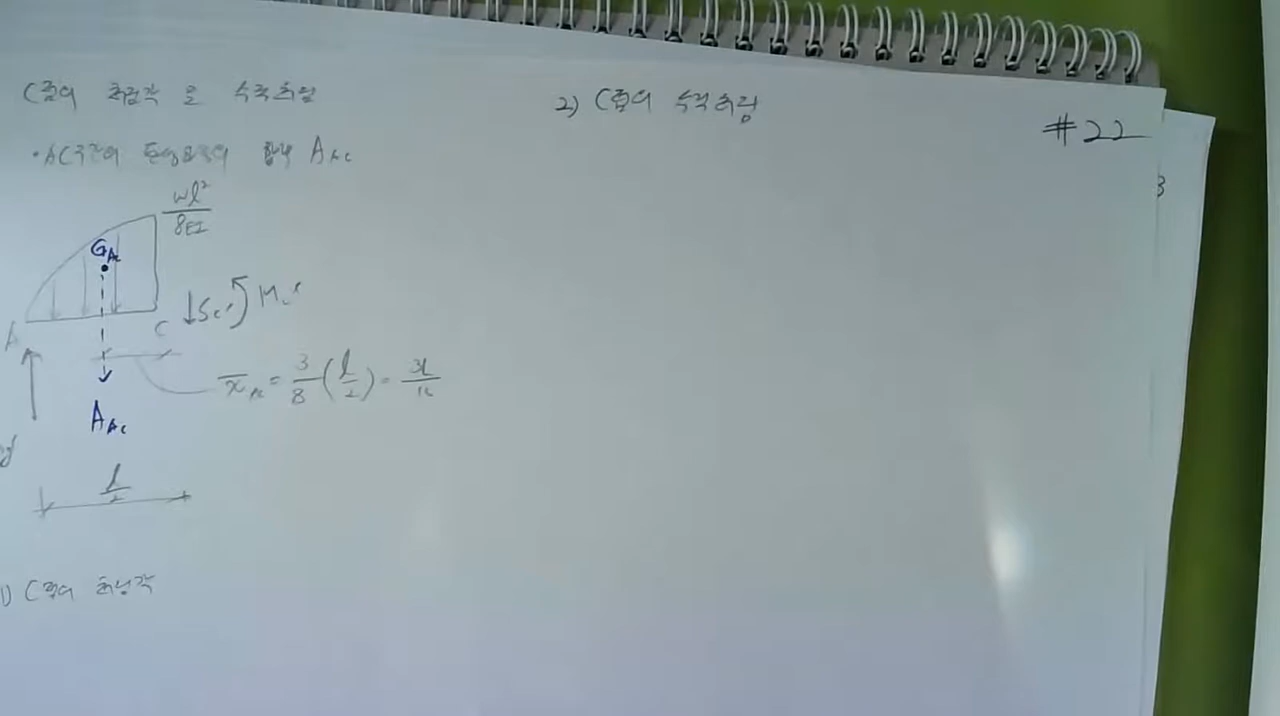 C점의 처짐각 은 수직처짐
·AC구간의 탄성하중의 합력 A_AC
wl²/8EI
G_AC
A
C
↓S_c' M_c'
x̄_AC = 3/8 (l/2) = 3l/16
A_AC
l/2
1) C점의 처짐각
2) C점의 수직처짐
#22
3